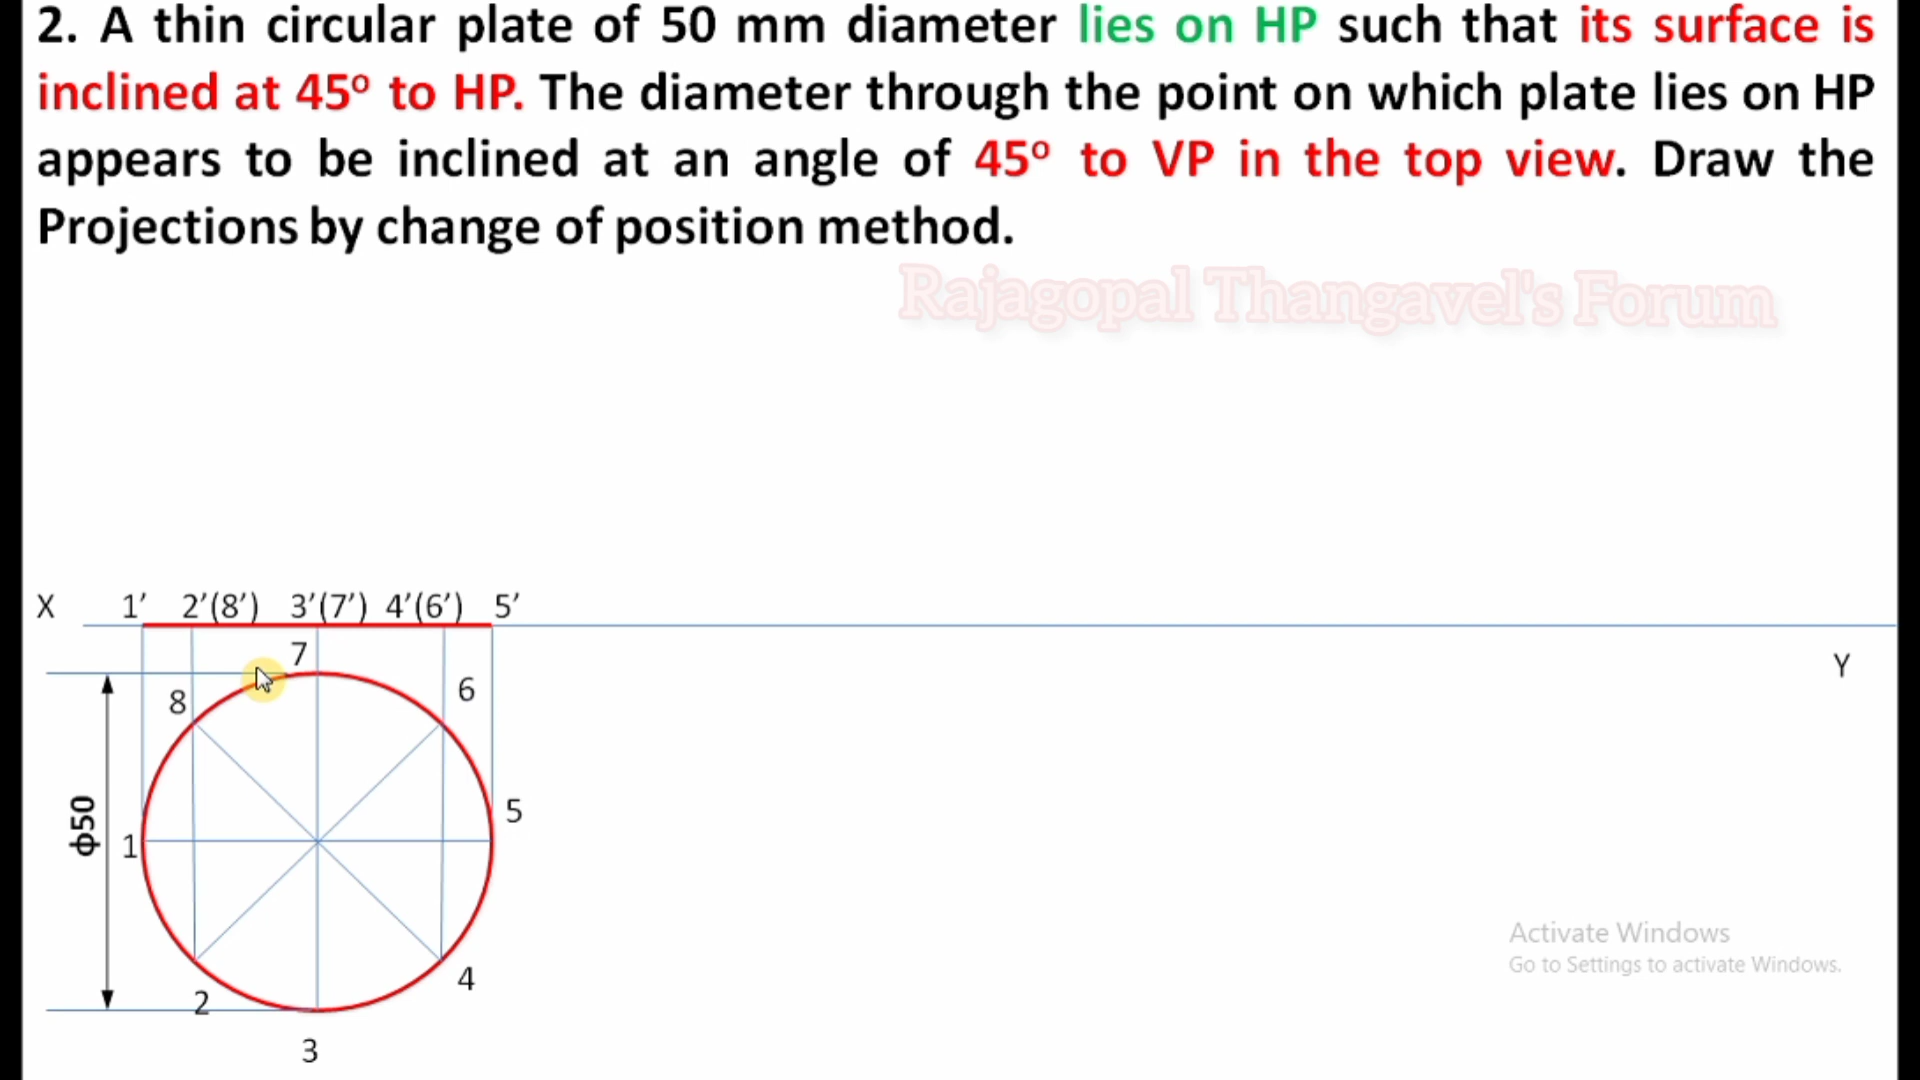 2. A thin circular plate of 50 mm diameter lies on HP such that its surface is
inclined at 45º to HP. The diameter through the point on which plate lies on HP
appears to be inclined at an angle of 45º to VP in the top view. Draw the
Projections by change of position method.
Rajagopal Thangavel's Forum
X 1’ 2’(8’) 3’(7’) 4’(6’) 5’
7
Y
6
8
5
ф50
1
Activate Windows
Go to Settings to activate Windows.
4
2
3